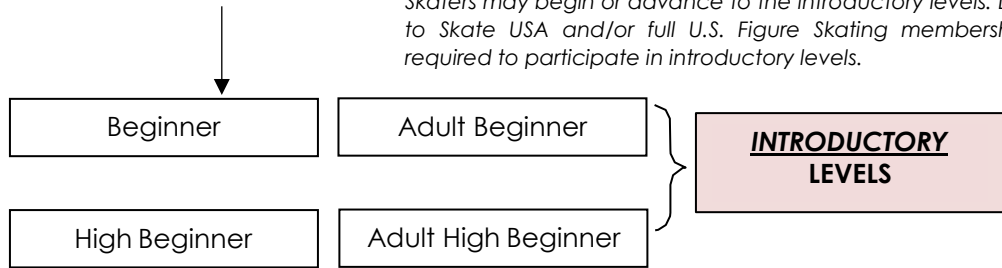 Skaters may begin or advance to the introductory levels.
to Skate USA and/or full U.S. Figure Skating
required to participate in introductory levels.
Beginner
Adult Beginner
INTRODUCTORY
LEVELS
High Beginner
Adult High Beginner